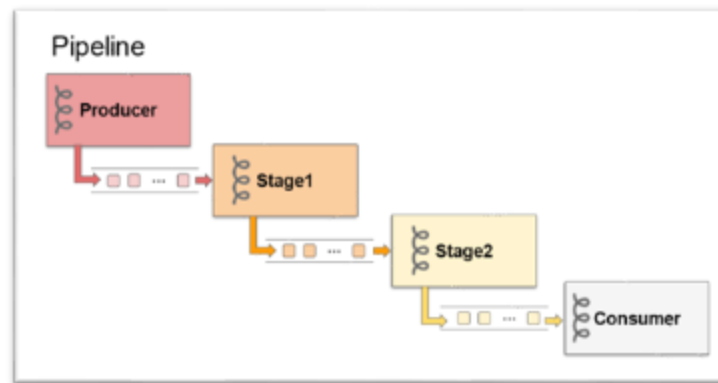 Pipeline
Producer
...
Stage1
...
Stage2
...
Consumer